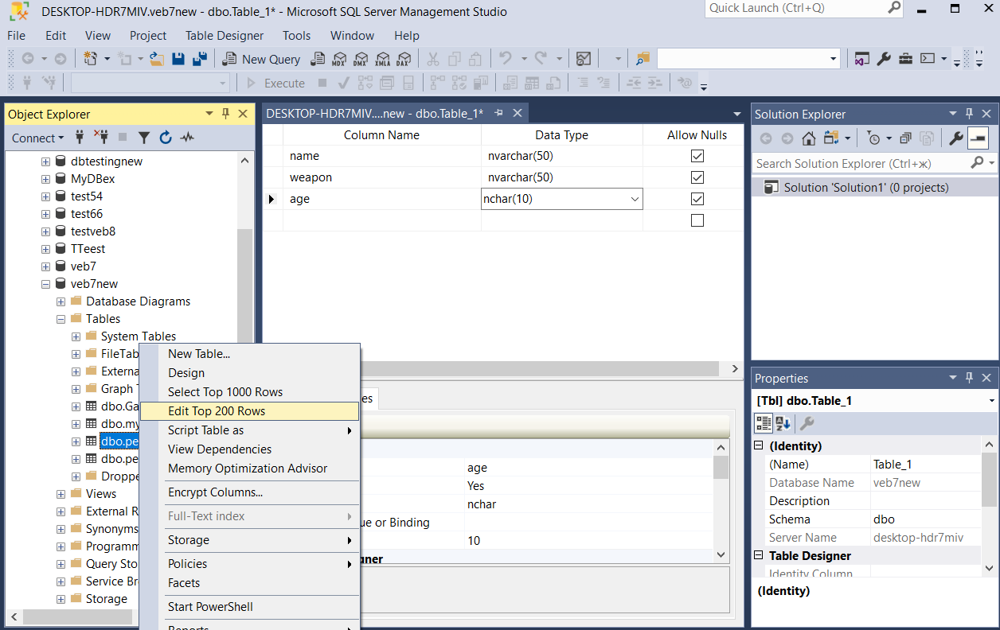 DESKTOP-HDR7MIV.veb7new - dbo.Table_1* - Microsoft SQL Server Management Studio
Quick Launch (Ctrl+Q)
File Edit View Project Table Designer Tools Window Help
New Query MDX DMX XMLA DAX
Execute
Object Explorer
Connect
dbtestingnew
MyDBex
test54
test66
testveb8
TTeest
veb7
veb7new
Database Diagrams
Tables
System Tables
FileTab
Externa
Graph T
dbo.Ga
dbo.my
dbo.pe
dbo.pe
Droppe
Views
External R
Synonyms
Programm
Query Sto
Service Br
Storage
New Table...
Design
Select Top 1000 Rows
Edit Top 200 Rows
Script Table as
View Dependencies
Memory Optimization Advisor
Encrypt Columns...
Full-Text index
Storage
Policies
Facets
Start PowerShell
Reports
DESKTOP-HDR7MIV....new - dbo.Table_1*
Column Name Data Type Allow Nulls
name nvarchar(50)
weapon nvarchar(50)
age nchar(10)
es
age
Yes
nchar
ue or Binding
10
gner
Solution Explorer
Search Solution Explorer (Ctrl+ж)
Solution 'Solution1' (0 projects)
Properties
[Tbl] dbo.Table_1
(Identity)
(Name) Table_1
Database Name veb7new
Description
Schema dbo
Server Name desktop-hdr7miv
Table Designer
Identity Column
(Identity)